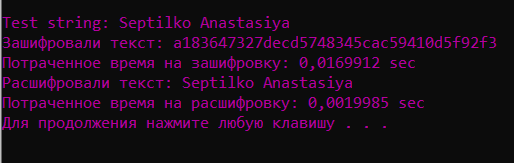 Test string: Septilko Anastasiya
Зашифровали текст: a183647327decd5748345cac59410d5f92f3
Потраченное время на зашифровку: 0,0169912 sec
Расшифровали текст: Septilko Anastasiya
Потраченное время на расшифровку: 0,0019985 sec
Для продолжения нажмите любую клавишу . . .